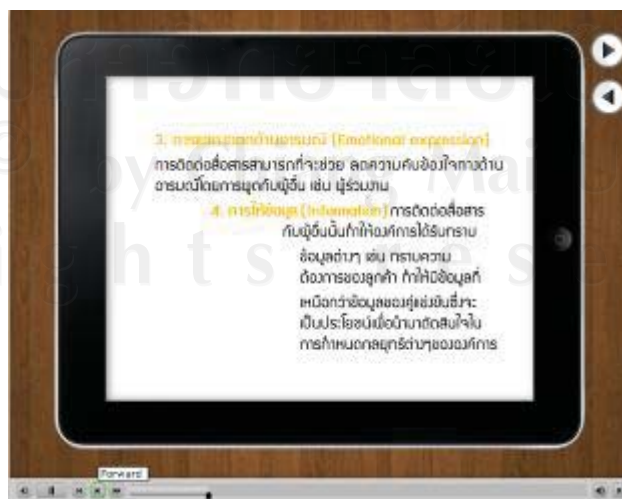 3. การแสดงออกด้านอารมณ์ (Emotional expression)
การติดต่อสื่อสารสามารถที่จะช่วย ลดความคับข้องใจทางด้าน
อารมณ์โดยการพูดกับผู้อื่น เช่น ผู้ร่วมงาน
4. การให้ข้อมูล (Information) การติดต่อสื่อสาร
กับผู้อื่นนั้นทำให้องค์การได้รับทราบ
ข้อมูลต่างๆ เช่น ทราบความ
ต้องการของลูกค้า ทำให้มีข้อมูลที่
เหนือกว่าข้อมูลของคู่แข่งขันซึ่งจะ
เป็นประโยชน์เพื่อนำมาตัดสินใจใน
การกำหนดกลยุทธ์ต่างๆขององค์การ
Forward